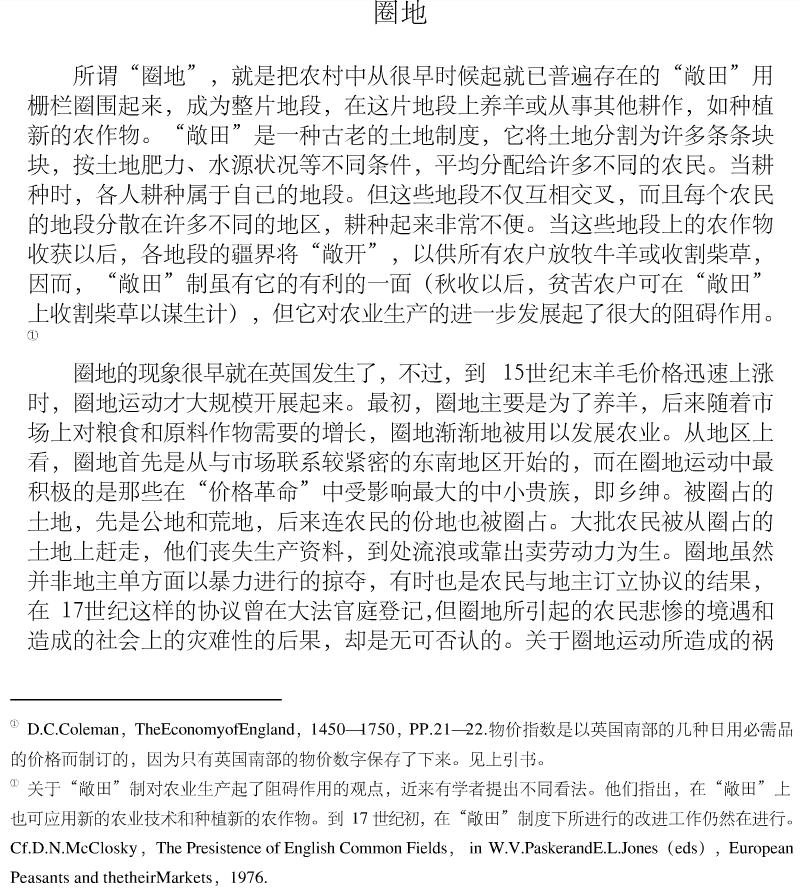 圈地
所谓“圈地”，就是把农村中从很早时候起就已普遍存在的“敞田”用
栅栏圈围起来，成为整片地段，在这片地段上养羊或从事其他耕作，如种植
新的农作物。“敞田”是一种古老的土地制度，它将土地分割为许多条条块
块，按土地肥力、水源状况等不同条件，平均分配给许多不同的农民。当耕
种时，各人耕种属于自己的地段。但这些地段不仅互相交叉，而且每个农民
的地段分散在许多不同的地区，耕种起来非常不便。当这些地段上的农作物
收获以后，各地段的疆界将“敞开”，以供所有农户放牧牛羊或收割柴草，
因而，“敞田”制虽有它的有利的一面（秋收以后，贫苦农户可在“敞田”
上收割柴草以谋生计），但它对农业生产的进一步发展起了很大的阻碍作用。
①
圈地的现象很早就在英国发生了，不过，到 15世纪末羊毛价格迅速上涨
时，圈地运动才大规模开展起来。最初，圈地主要是为了养羊，后来随着市
场上对粮食和原料作物需要的增长，圈地渐渐地被用以发展农业。从地区上
看，圈地首先是从与市场联系较紧密的东南地区开始的，而在圈地运动中最
积极的是那些在“价格革命”中受影响最大的中小贵族，即乡绅。被圈占的
土地，先是公地和荒地，后来连农民的份地也被圈占。大批农民被从圈占的
土地上赶走，他们丧失生产资料，到处流浪或靠出卖劳动力为生。圈地虽然
并非地主单方面以暴力进行的掠夺，有时也是农民与地主订立协议的结果，
在 17世纪这样的协议曾在大法官庭登记,但圈地所引起的农民悲惨的境遇和
造成的社会上的灾难性的后果，却是无可否认的。关于圈地运动所造成的祸
① D.C.Coleman，TheEconomyofEngland，1450—1750，PP.21—22.物价指数是以英国南部的几种日用必需品
的价格而制订的，因为只有英国南部的物价数字保存了下来。见上引书。
① 关于“敞田”制对农业生产起了阻碍作用的观点，近来有学者提出不同看法。他们指出，在“敞田”上
也可应用新的农业技术和种植新的农作物。到 17 世纪初，在“敞田”制度下所进行的改进工作仍然在进行。
Cf.D.N.McClosky，The Presistence of English Common Fields， in W.V.PaskerandE.L.Jones（eds），European
Peasants and thetheirMarkets，1976.